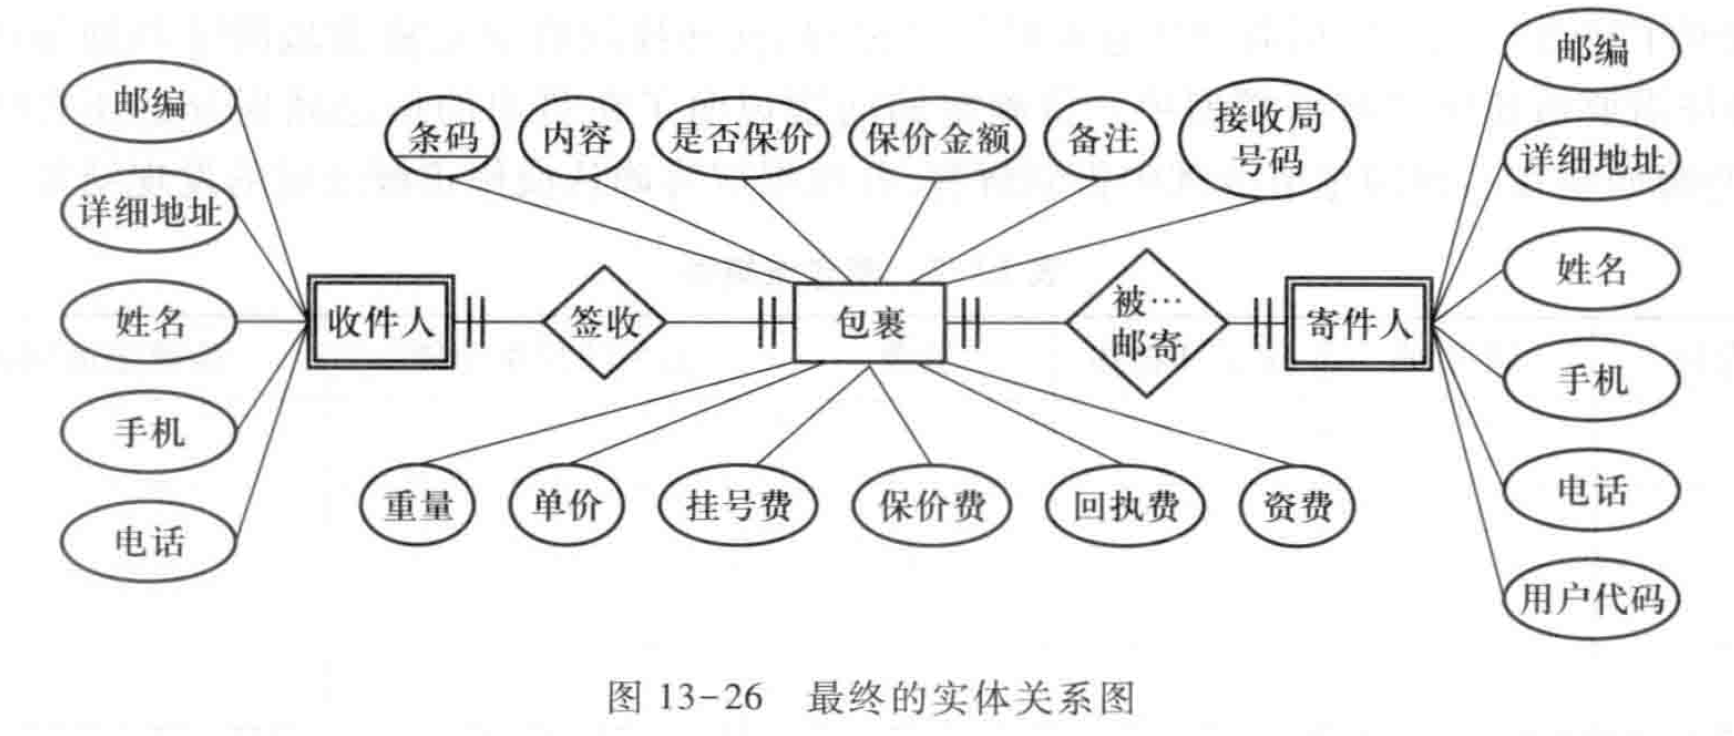 邮编
详细地址
姓名
手机
电话
条码
内容
是否保价
保价金额
备注
接收局
号码
收件人
签收
包裹
被…
邮寄
寄件人
重量
单价
挂号费
保价费
回执费
资费
邮编
详细地址
姓名
手机
电话
用户代码
图 13-26 最终的实体关系图